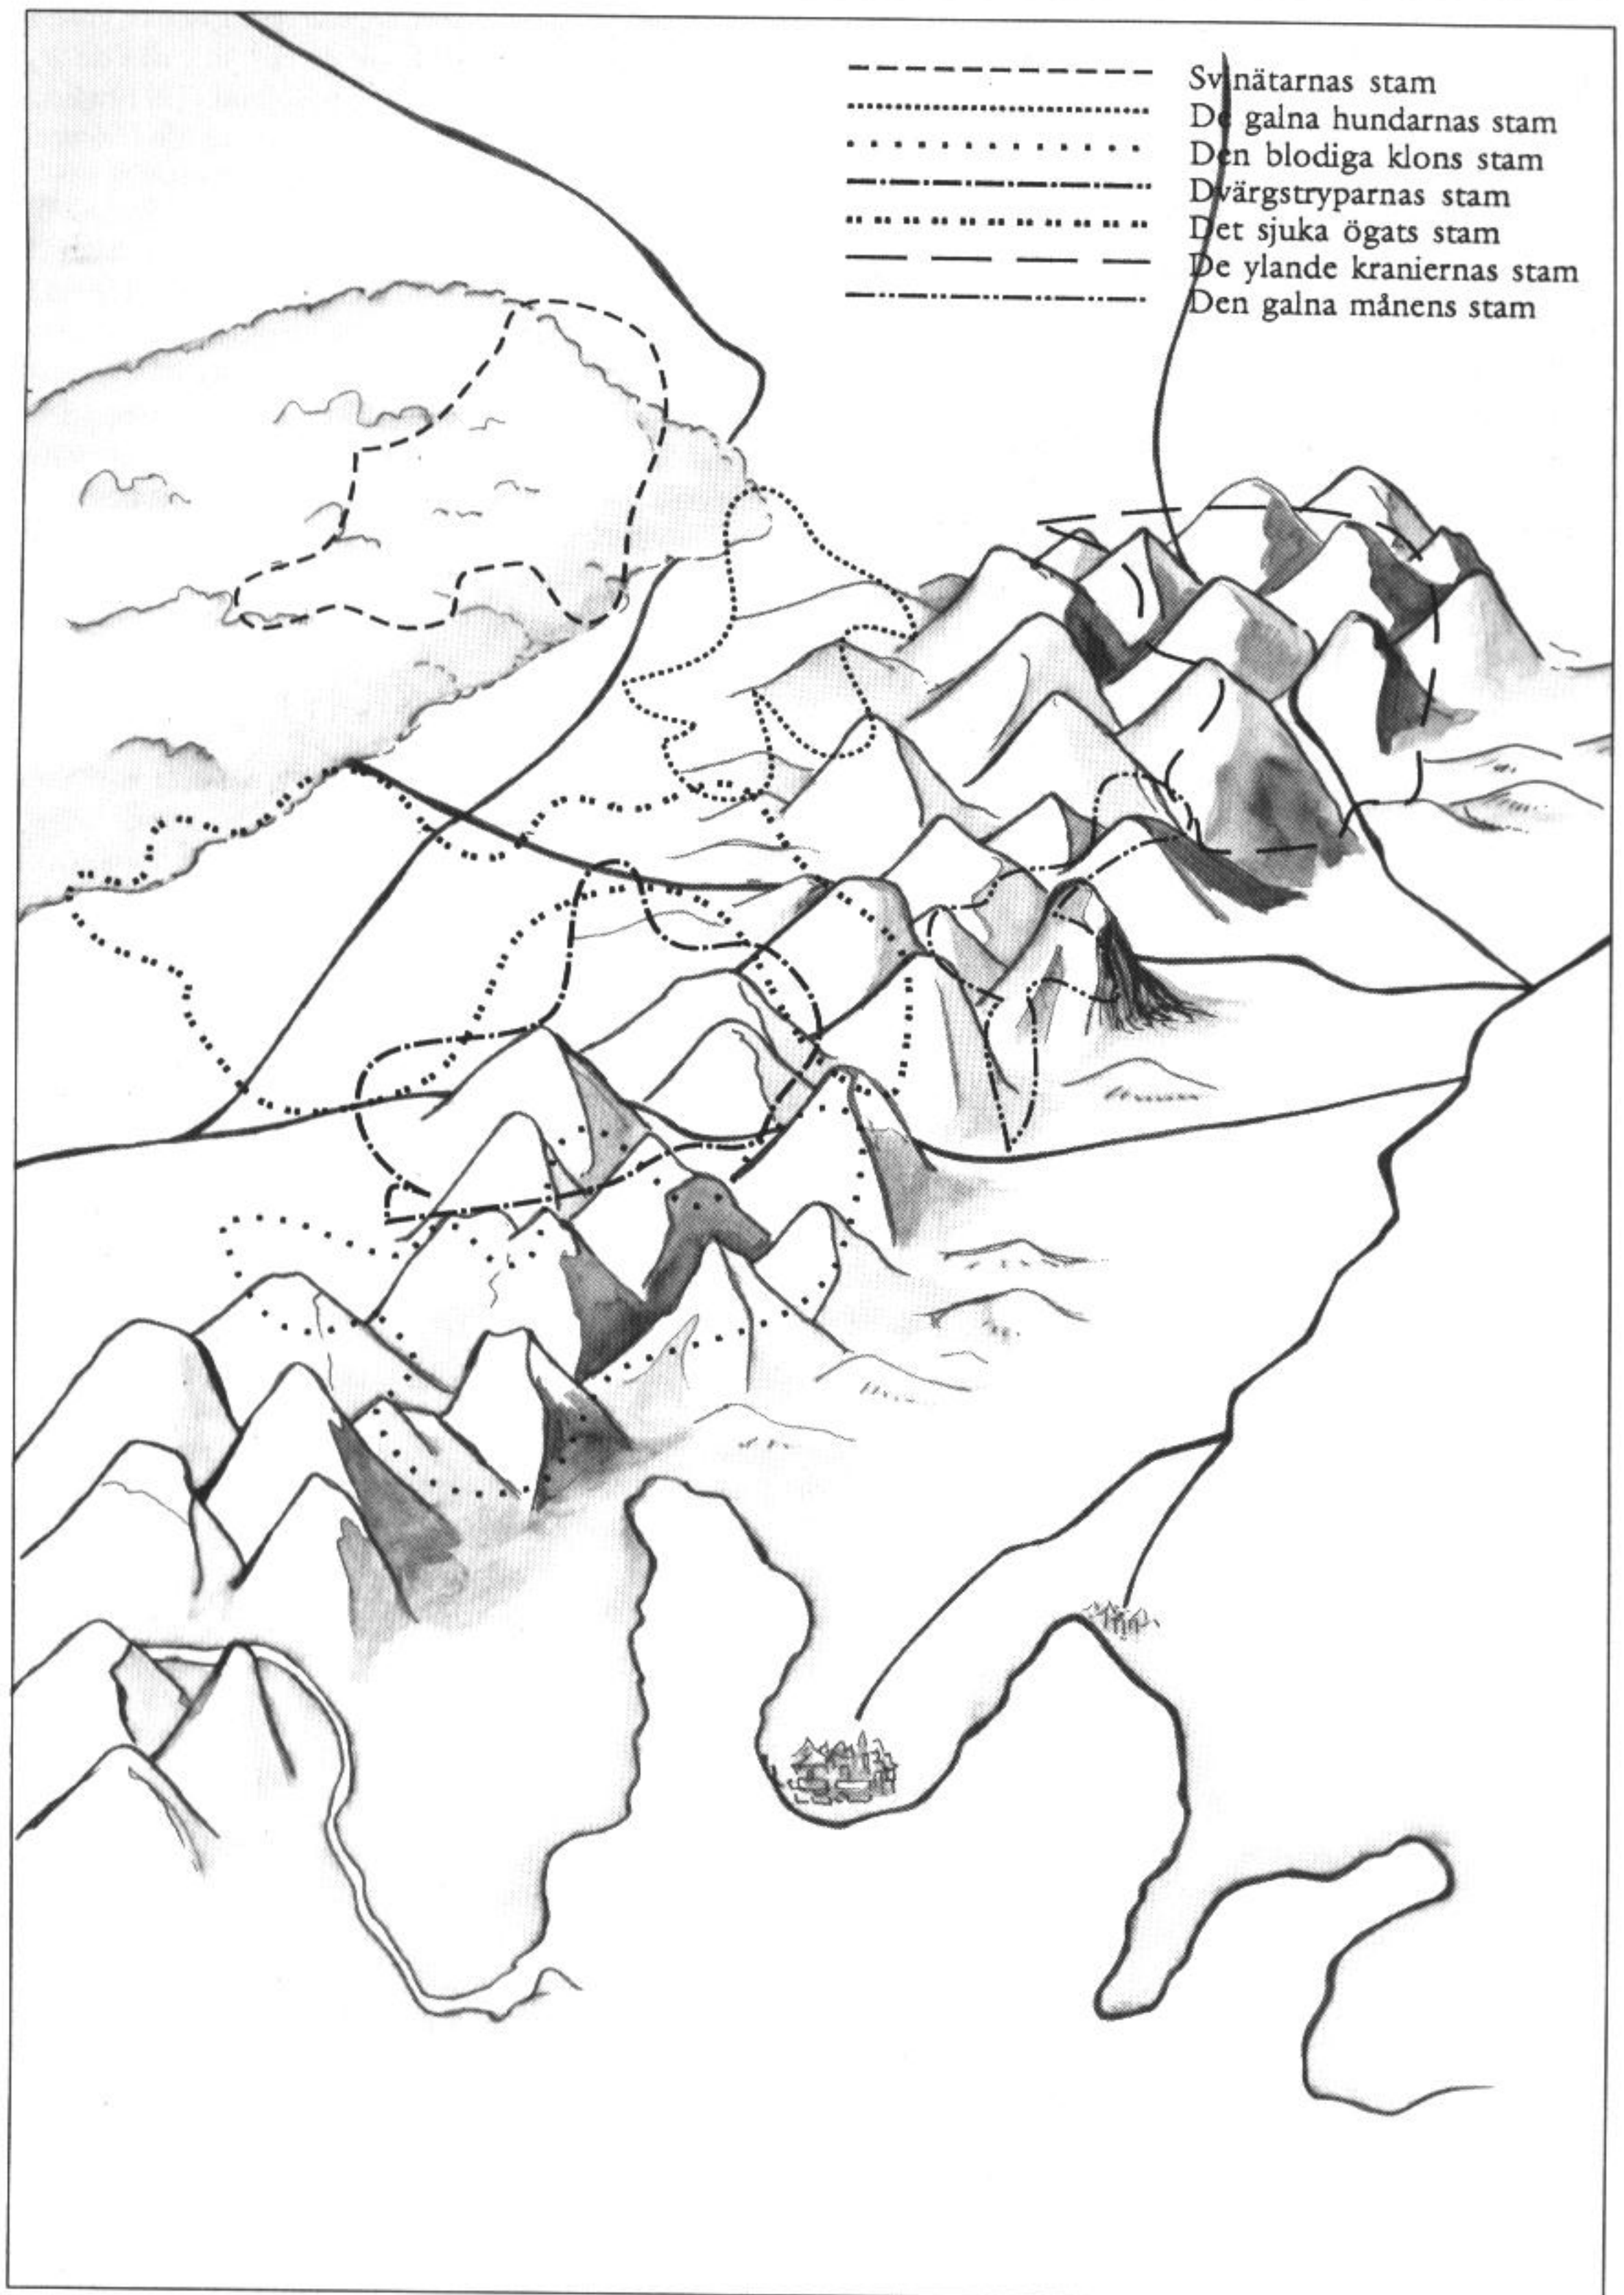 Svinätarnas stam
De galna hundarnas stam
Den blodiga klons stam
Dvärgstryparnas stam
Det sjuka ögats stam
De ylande kraniernas stam
Den galna månens stam